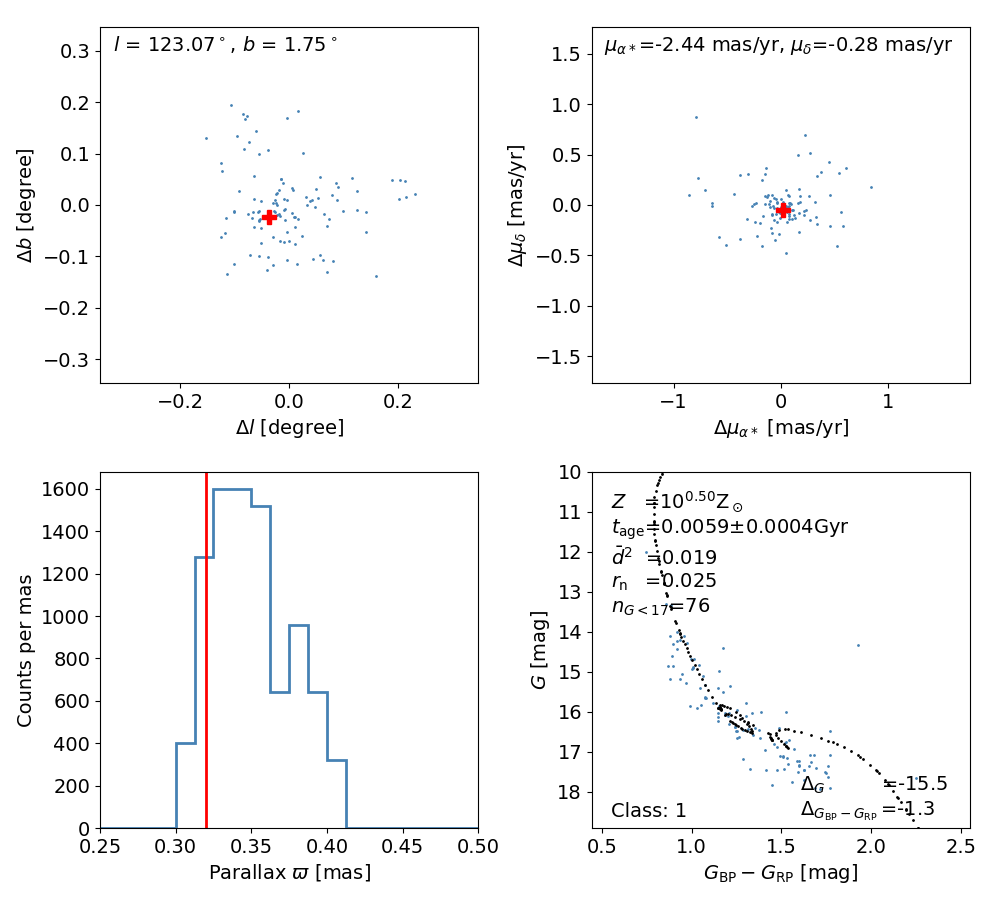 l = 123.07°, b = 1.75°
0.3
0.2
0.1
0.0
−0.1
−0.2
−0.3
−0.2
0.0
0.2
Δl [degree]
Δb [degree]
μα*=-2.44 mas/yr, μδ=-0.28 mas/yr
1.5
1.0
0.5
0.0
−0.5
−1.0
−1.5
−1
0
1
Δμα* [mas/yr]
Δμδ [mas/yr]
1600
1400
1200
1000
800
600
400
200
0
0.25
0.30
0.35
0.40
0.45
0.50
Parallax ϖ [mas]
Counts per mas
10
11
12
13
14
15
16
17
18
Z =10^0.50 Z⊙
t_age=0.0059±0.0004Gyr
d̄² =0.019
r_n =0.025
n_G<17=76
Δ_G =-15.5
Δ_G_BP−G_RP =-1.3
Class: 1
0.5
1.0
1.5
2.0
2.5
G_BP − G_RP [mag]
G [mag]